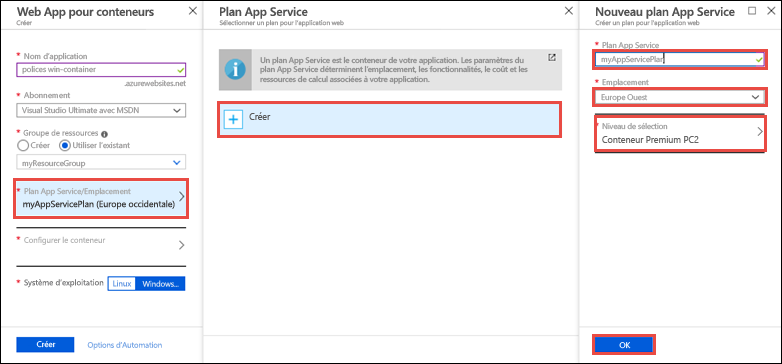 Web App pour conteneurs
Créer
* Nom d'application
polices win-container
.azurewebsites.net
* Abonnement
Visual Studio Ultimate avec MSDN
* Groupe de ressources
Créer
Utiliser l'existant
myResourceGroup
* Plan App Service/Emplacement
myAppServicePlan (Europe occidentale)
* Configurer le conteneur
* Système d'exploitation
Linux
Windows...
Créer
Options d'Automation
Plan App Service
Sélectionner un plan pour l'application web
Un plan App Service est le conteneur de votre application. Les paramètres du
plan App Service déterminent l'emplacement, les fonctionnalités, le coût et les
ressources de calcul associées à votre application.
Créer
Nouveau plan App Service
Créer un plan pour l'application web
* Plan App Service
myAppServicePlan
* Emplacement
Europe Ouest
* Niveau de sélection
Conteneur Premium PC2
OK